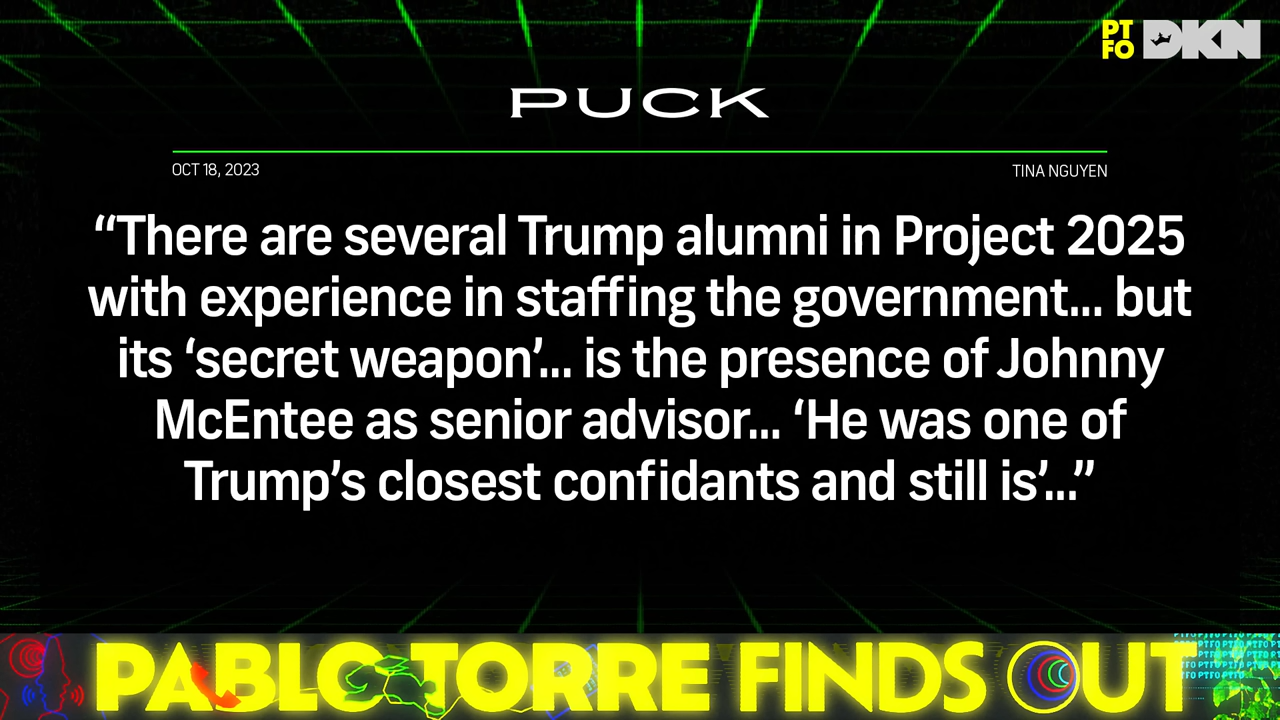 PT
FO DKN
PUCK
OCT 18, 2023
TINA NGUYEN
“There are several Trump alumni in Project 2025
with experience in staffing the government... but
its ‘secret weapon’... is the presence of Johnny
McEntee as senior advisor... ‘He was one of
Trump’s closest confidants and still is’...”
PABLO TORRE FINDS OUT